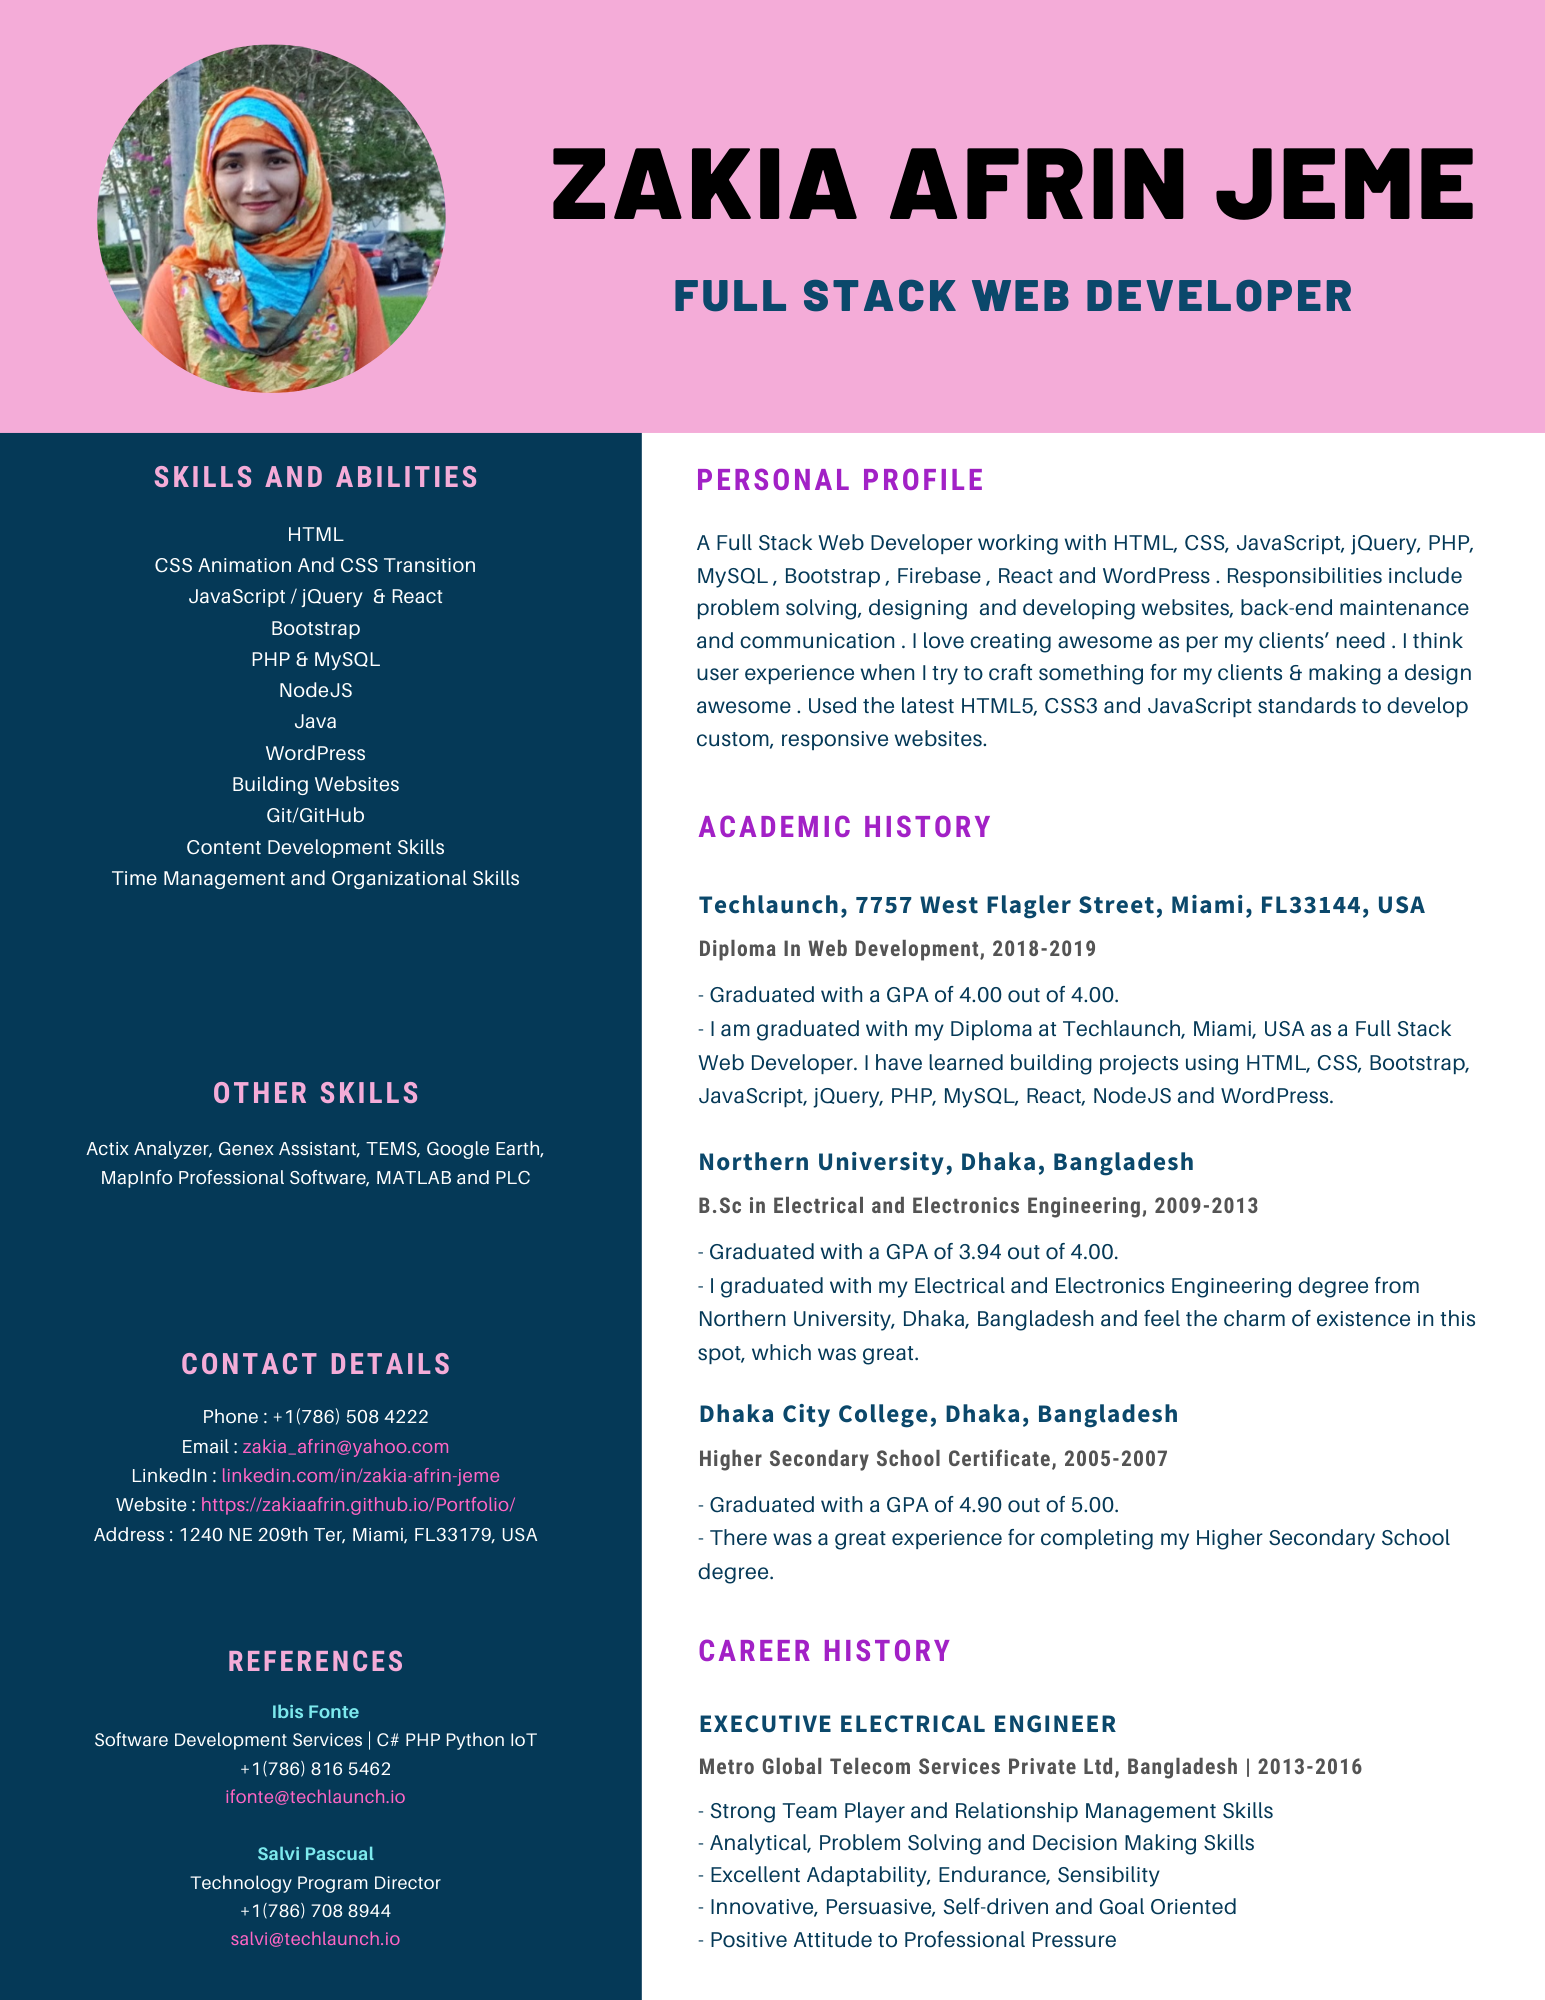 ZAKIA AFRIN JEME
FULL STACK WEB DEVELOPER
SKILLS AND ABILITIES
HTML
CSS Animation And CSS Transition
JavaScript / jQuery & React
Bootstrap
PHP & MySQL
NodeJS
Java
WordPress
Building Websites
Git/GitHub
Content Development Skills
Time Management and Organizational Skills
OTHER SKILLS
Actix Analyzer, Genex Assistant, TEMS, Google Earth,
MapInfo Professional Software, MATLAB and PLC
CONTACT DETAILS
Phone : +1(786) 508 4222
Email : zakia_afrin@yahoo.com
LinkedIn : linkedin.com/in/zakia-afrin-jeme
Website : https://zakiaafrin.github.io/Portfolio/
Address : 1240 NE 209th Ter, Miami, FL33179, USA
REFERENCES
Ibis Fonte
Software Development Services | C# PHP Python IoT
+1(786) 816 5462
ifonte@techlaunch.io
Salvi Pascual
Technology Program Director
+1(786) 708 8944
salvi@techlaunch.io
PERSONAL PROFILE
A Full Stack Web Developer working with HTML, CSS, JavaScript, jQuery, PHP,
MySQL , Bootstrap , Firebase , React and WordPress . Responsibilities include
problem solving, designing and developing websites, back-end maintenance
and communication . I love creating awesome as per my clients’ need . I think
user experience when I try to craft something for my clients & making a design
awesome . Used the latest HTML5, CSS3 and JavaScript standards to develop
custom, responsive websites.
ACADEMIC HISTORY
Techlaunch, 7757 West Flagler Street, Miami, FL33144, USA
Diploma In Web Development, 2018-2019
- Graduated with a GPA of 4.00 out of 4.00.
- I am graduated with my Diploma at Techlaunch, Miami, USA as a Full Stack
Web Developer. I have learned building projects using HTML, CSS, Bootstrap,
JavaScript, jQuery, PHP, MySQL, React, NodeJS and WordPress.
Northern University, Dhaka, Bangladesh
B.Sc in Electrical and Electronics Engineering, 2009-2013
- Graduated with a GPA of 3.94 out of 4.00.
- I graduated with my Electrical and Electronics Engineering degree from
Northern University, Dhaka, Bangladesh and feel the charm of existence in this
spot, which was great.
Dhaka City College, Dhaka, Bangladesh
Higher Secondary School Certificate, 2005-2007
- Graduated with a GPA of 4.90 out of 5.00.
- There was a great experience for completing my Higher Secondary School
degree.
CAREER HISTORY
EXECUTIVE ELECTRICAL ENGINEER
Metro Global Telecom Services Private Ltd, Bangladesh | 2013-2016
- Strong Team Player and Relationship Management Skills
- Analytical, Problem Solving and Decision Making Skills
- Excellent Adaptability, Endurance, Sensibility
- Innovative, Persuasive, Self-driven and Goal Oriented
- Positive Attitude to Professional Pressure